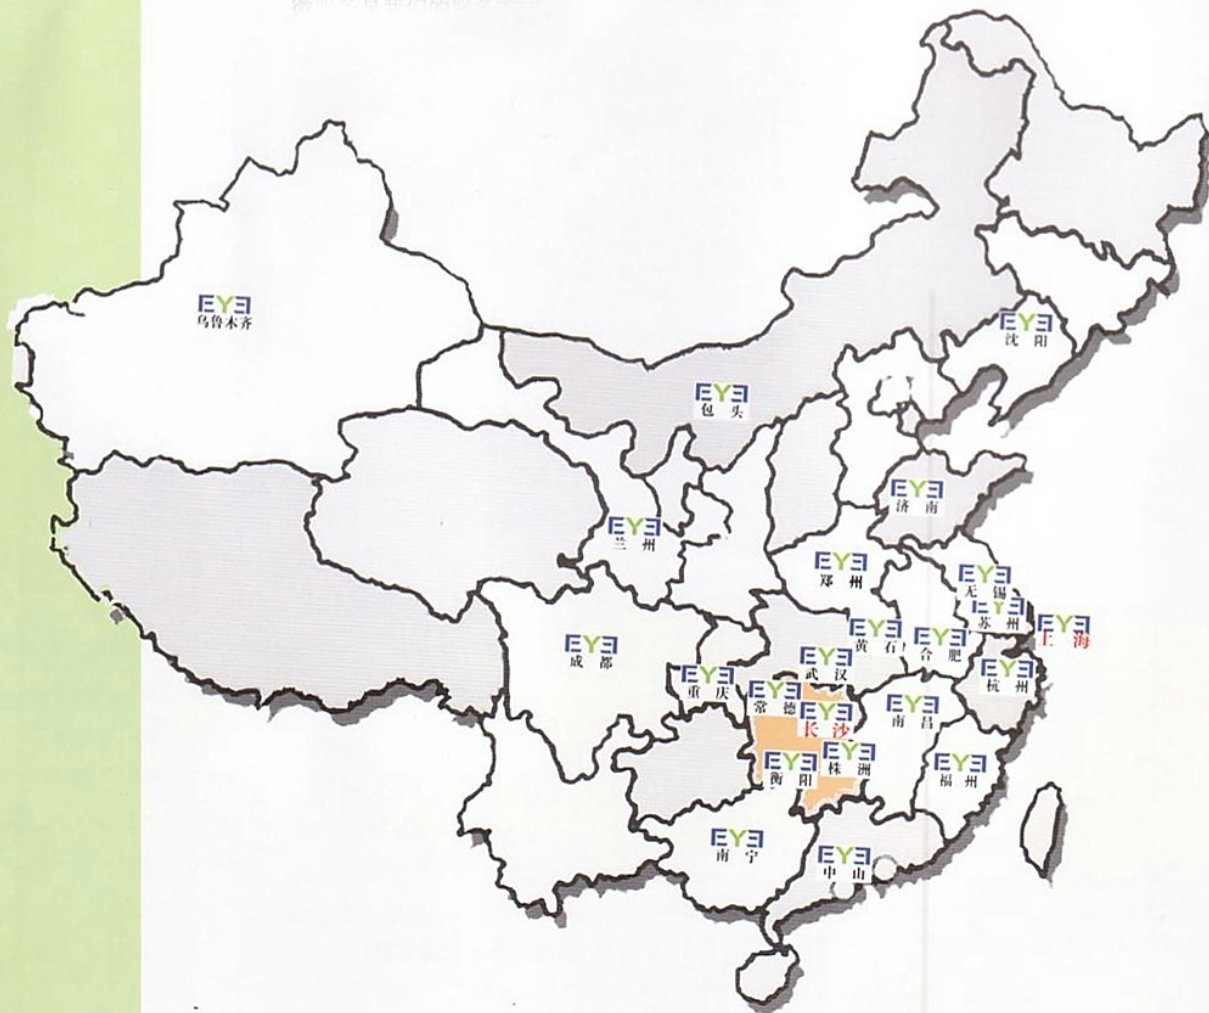 EYE
乌鲁木齐
EYE
沈 阳
EYE
包 头
EYE
济 南
EYE
兰 州
EYE
郑 州
EYE
无 锡
EYE
苏 州
EYE
上 海
EYE
黄 石
EYE
合 肥
EYE
成 都
EYE
武 汉
EYE
杭 州
EYE
重 庆
EYE
常 德
EYE
南 昌
EYE
长 沙
EYE
株 洲
EYE
衡 阳
EYE
福 州
EYE
南 宁
EYE
中 山